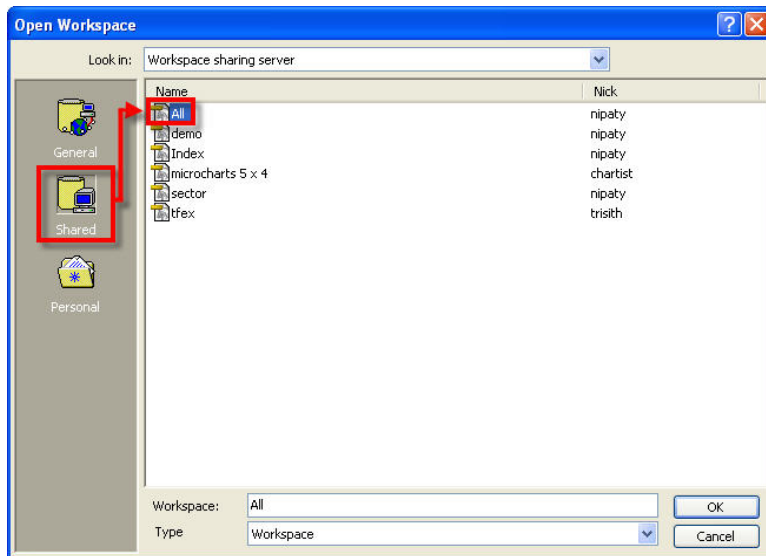 Open Workspace
Look in: Workspace sharing server
General
Shared
Personal
Name Nick
All nipaty
demo nipaty
Index nipaty
microcharts 5 x 4 chartist
sector nipaty
tfex trisith
Workspace: All
OK
Type Workspace
Cancel